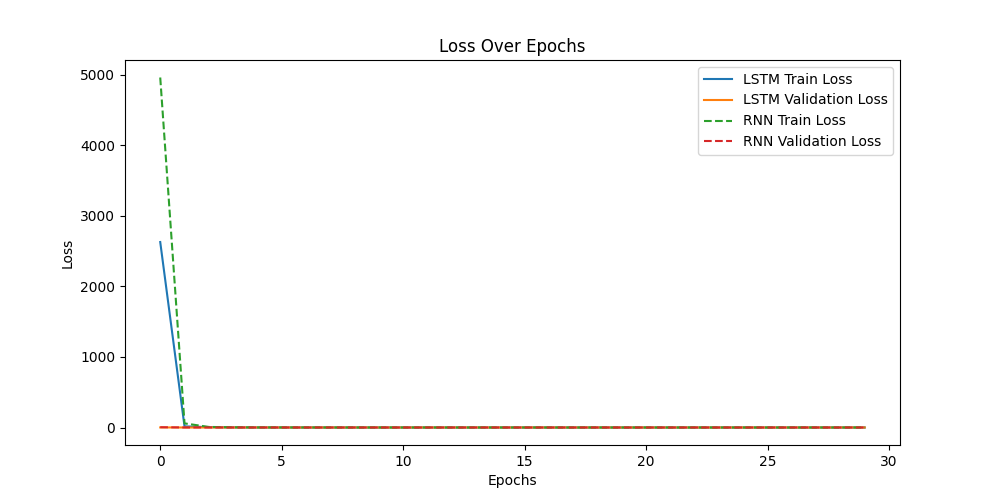 Loss Over Epochs
5000
4000
3000
2000
1000
0
Loss
LSTM Train Loss
LSTM Validation Loss
RNN Train Loss
RNN Validation Loss
0 5 10 15 20 25 30
Epochs